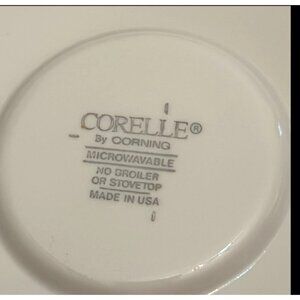 CORELLE®
By CORNING
MICROWAVABLE
NO BROILER
OR STOVETOP
MADE IN USA